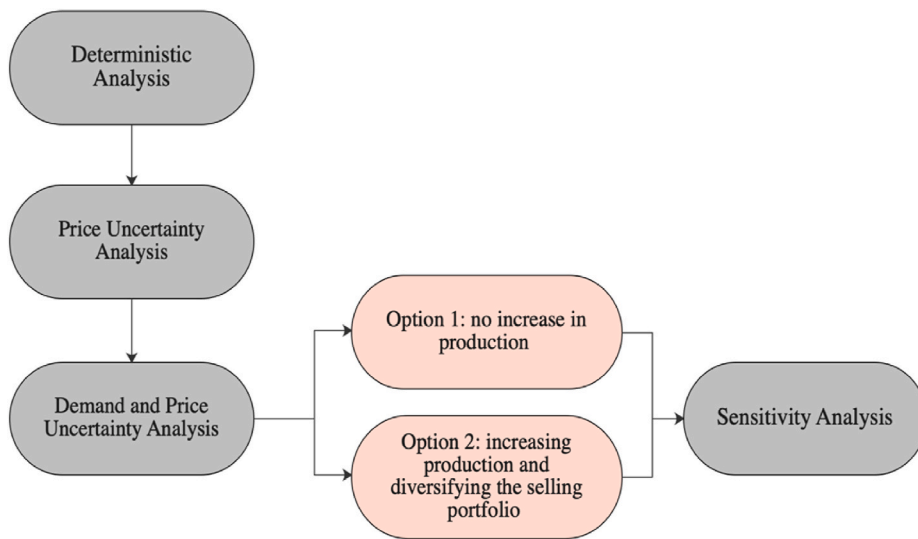 Deterministic
Analysis
Price Uncertainty
Analysis
Demand and Price
Uncertainty Analysis
Option 1: no increase in
production
Option 2: increasing
production and
diversifying the selling
portfolio
Sensitivity Analysis